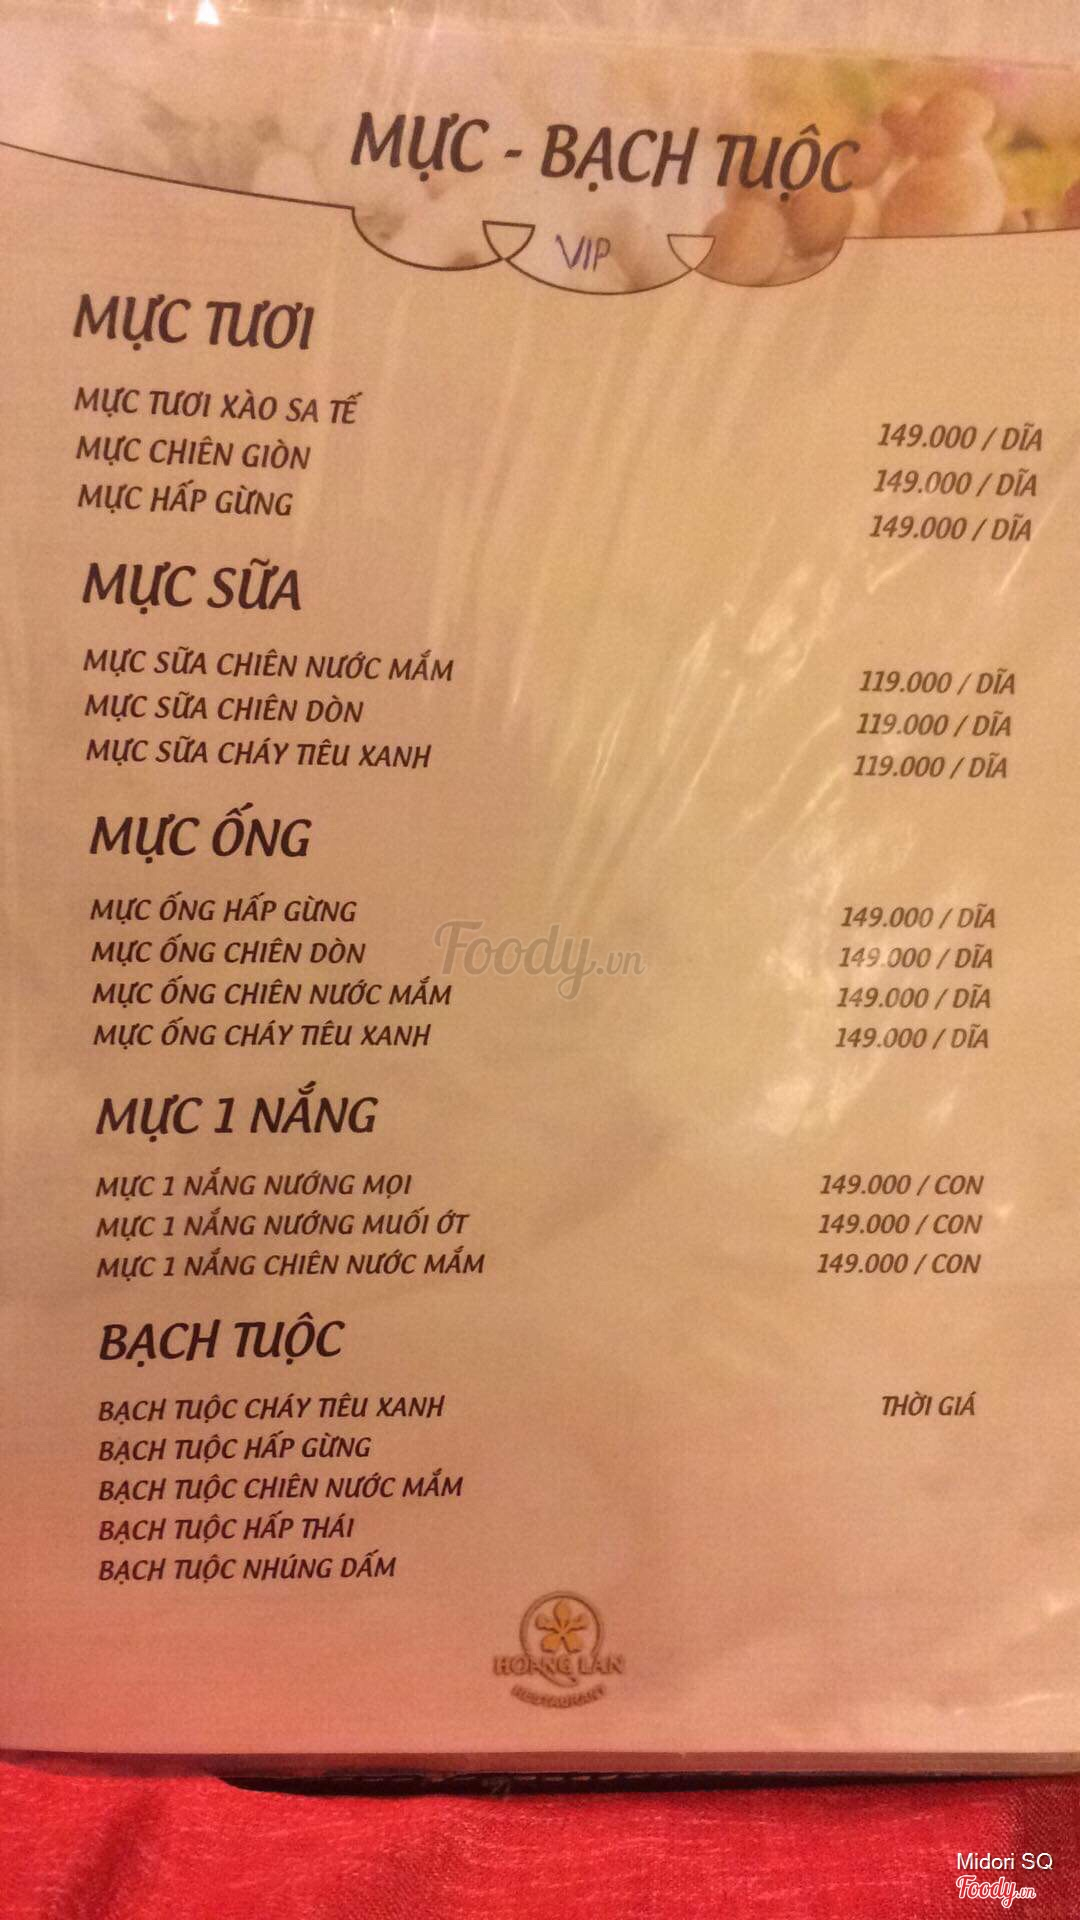 MỰC - BẠCH TUỘC
VIP
MỰC TƯƠI
MỰC TƯƠI XÀO SA TẾ 149.000 / DĨA
MỰC CHIÊN GIÒN 149.000 / DĨA
MỰC HẤP GỪNG 149.000 / DĨA
MỰC SỮA
MỰC SỮA CHIÊN NƯỚC MẮM 119.000 / DĨA
MỰC SỮA CHIÊN DÒN 119.000 / DĨA
MỰC SỮA CHÁY TIÊU XANH 119.000 / DĨA
MỰC ỐNG
MỰC ỐNG HẤP GỪNG 149.000 / DĨA
MỰC ỐNG CHIÊN DÒN 149.000 / DĨA
MỰC ỐNG CHIÊN NƯỚC MẮM 149.000 / DĨA
MỰC ỐNG CHÁY TIÊU XANH 149.000 / DĨA
Foody.vn
MỰC 1 NẮNG
MỰC 1 NẮNG NƯỚNG MỌI 149.000 / CON
MỰC 1 NẮNG NƯỚNG MUỐI ỚT 149.000 / CON
MỰC 1 NẮNG CHIÊN NƯỚC MẮM 149.000 / CON
BẠCH TUỘC
BẠCH TUỘC CHÁY TIÊU XANH THỜI GIÁ
BẠCH TUỘC HẤP GỪNG
BẠCH TUỘC CHIÊN NƯỚC MẮM
BẠCH TUỘC HẤP THÁI
BẠCH TUỘC NHÚNG DẤM
HOÀNG LAN
RESTAURANT
Midori SQ
Foody.vn